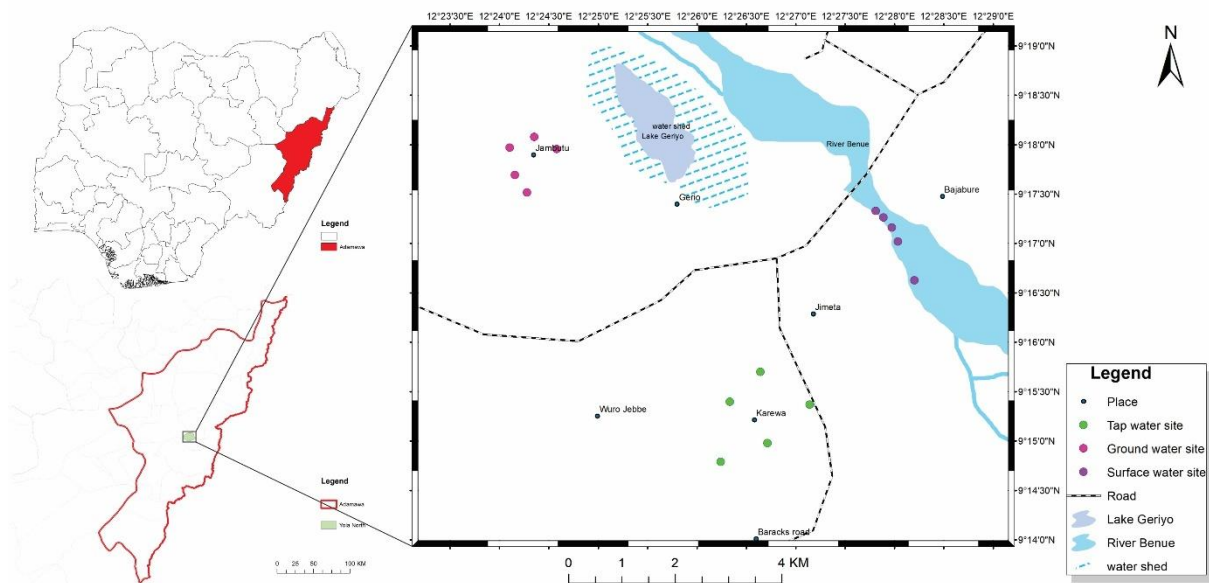 12°23'30"E 12°24'0"E 12°24'30"E 12°25'0"E 12°25'30"E 12°26'0"E 12°26'30"E 12°27'0"E 12°27'30"E 12°28'0"E 12°28'30"E 12°29'0"E
N
9°19'0"N
9°18'30"N
9°18'0"N
9°17'30"N
9°17'0"N
9°16'30"N
9°16'0"N
9°15'30"N
9°15'0"N
9°14'30"N
9°14'0"N
water shed
Lake Geriyo
River Benue
Jambutu
Gerio
Bajabure
Jimeta
Wuro Jebbe
Karewa
Baracks road
0 1 2 4 KM
Legend
Adamawa
Legend
Adamawa
Yola North
0 25 50 100 KM
Legend
Place
Tap water site
Ground water site
Surface water site
Road
Lake Geriyo
River Benue
water shed